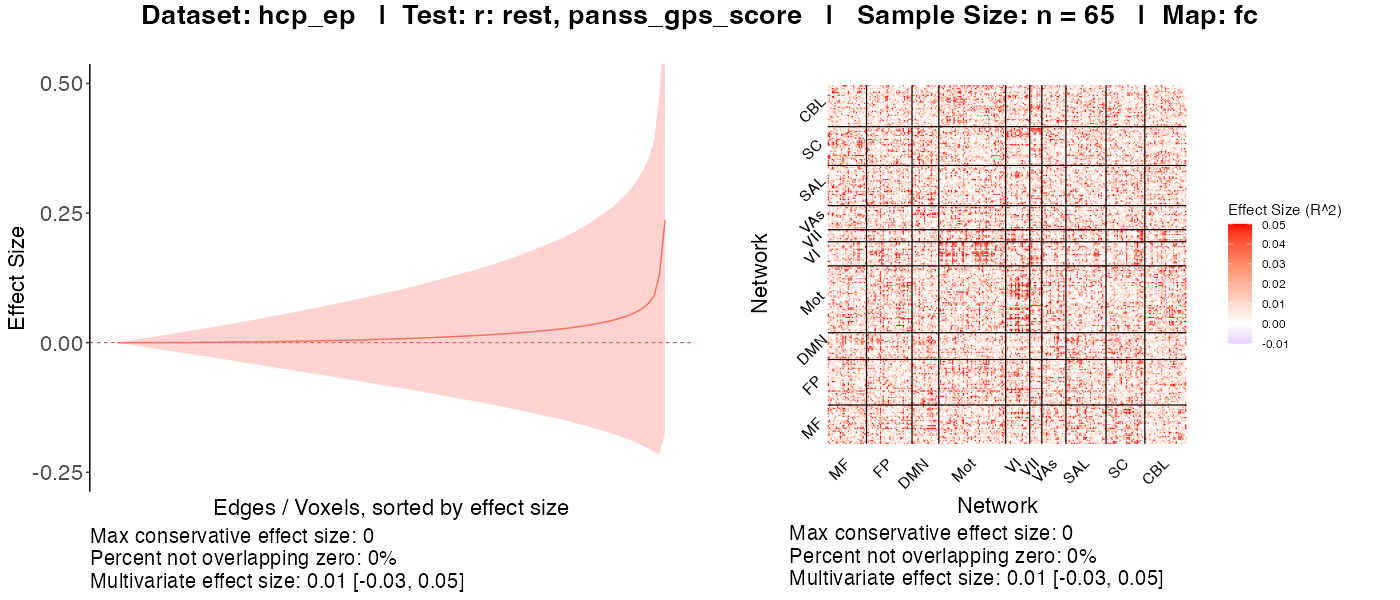 Dataset: hcp_ep | Test: r: rest, panss_gps_score | Sample Size: n = 65 | Map: fc
0.50
0.25
0.00
-0.25
Effect Size
Edges / Voxels, sorted by effect size
Max conservative effect size: 0
Percent not overlapping zero: 0%
Multivariate effect size: 0.01 [-0.03, 0.05]
Network
CBL
SC
SAL
VAs
VII
VI
Mot
DMN
FP
MF
MF
FP
DMN
Mot
VI
VII
VAs
SAL
SC
CBL
Network
Max conservative effect size: 0
Percent not overlapping zero: 0%
Multivariate effect size: 0.01 [-0.03, 0.05]
Effect Size (R^2)
0.05
0.04
0.03
0.02
0.01
0.00
-0.01